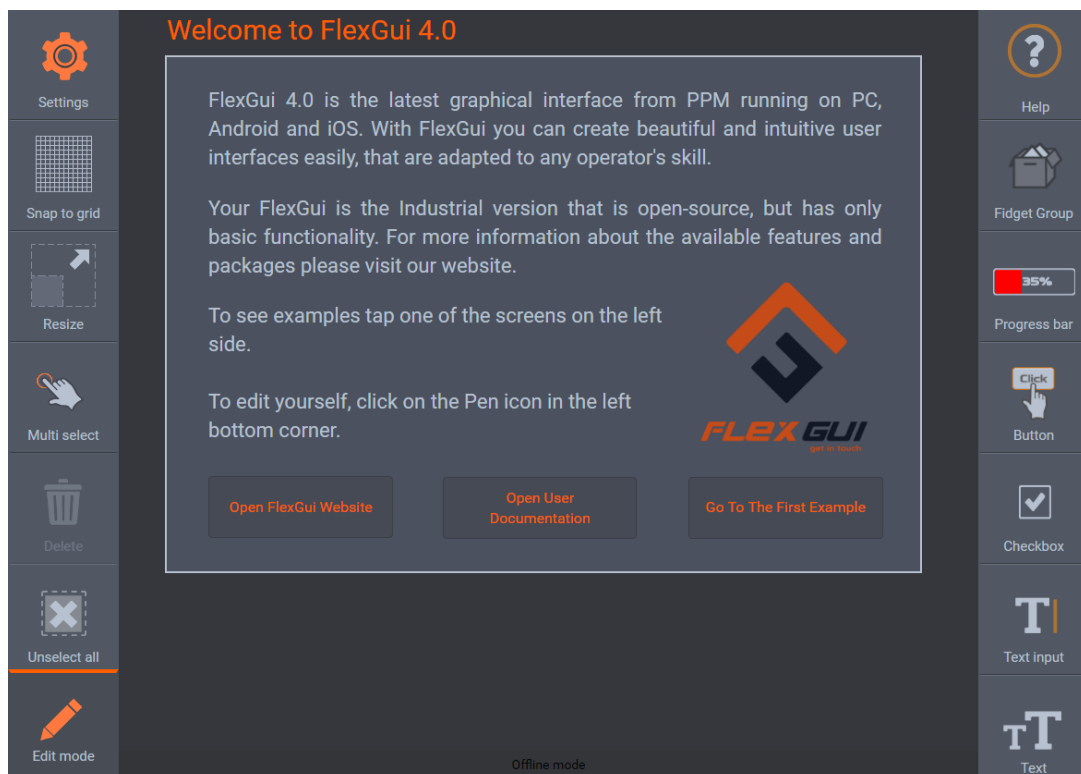 Welcome to FlexGui 4.0
Settings
Snap to grid
Resize
Multi select
Delete
Unselect all
Edit mode
FlexGui 4.0 is the latest graphical interface from PPM running on PC,
Android and iOS. With FlexGui you can create beautiful and intuitive user
interfaces easily, that are adapted to any operator's skill.
Your FlexGui is the Industrial version that is open-source, but has only
basic functionality. For more information about the available features and
packages please visit our website.
To see examples tap one of the screens on the left
side.
To edit yourself, click on the Pen icon in the left
bottom corner.
FLEX GUI
get in touch
Open FlexGui Website
Open User
Documentation
Go To The First Example
Offline mode
?
Help
Fidget Group
35%
Progress bar
Click
Button
Checkbox
T
Text input
TT
Text